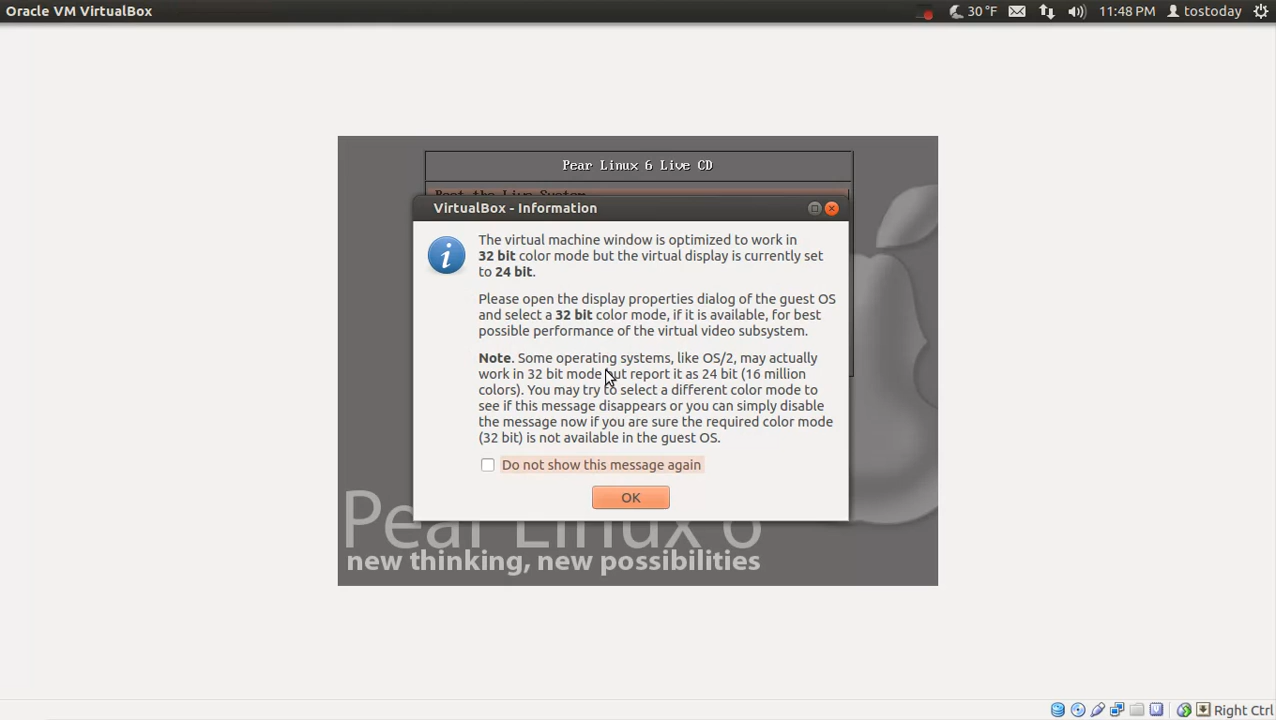 Oracle VM VirtualBox
30 °F
11:48 PM
tostoday
Pear Linux 6 Live CD
Boot the Live System
VirtualBox - Information
The virtual machine window is optimized to work in
32 bit color mode but the virtual display is currently set
to 24 bit.
Please open the display properties dialog of the guest OS
and select a 32 bit color mode, if it is available, for best
possible performance of the virtual video subsystem.
Note. Some operating systems, like OS/2, may actually
work in 32 bit mode but report it as 24 bit (16 million
colors). You may try to select a different color mode to
see if this message disappears or you can simply disable
the message now if you are sure the required color mode
(32 bit) is not available in the guest OS.
Do not show this message again
OK
Pear Linux 6
new thinking, new possibilities
Right Ctrl